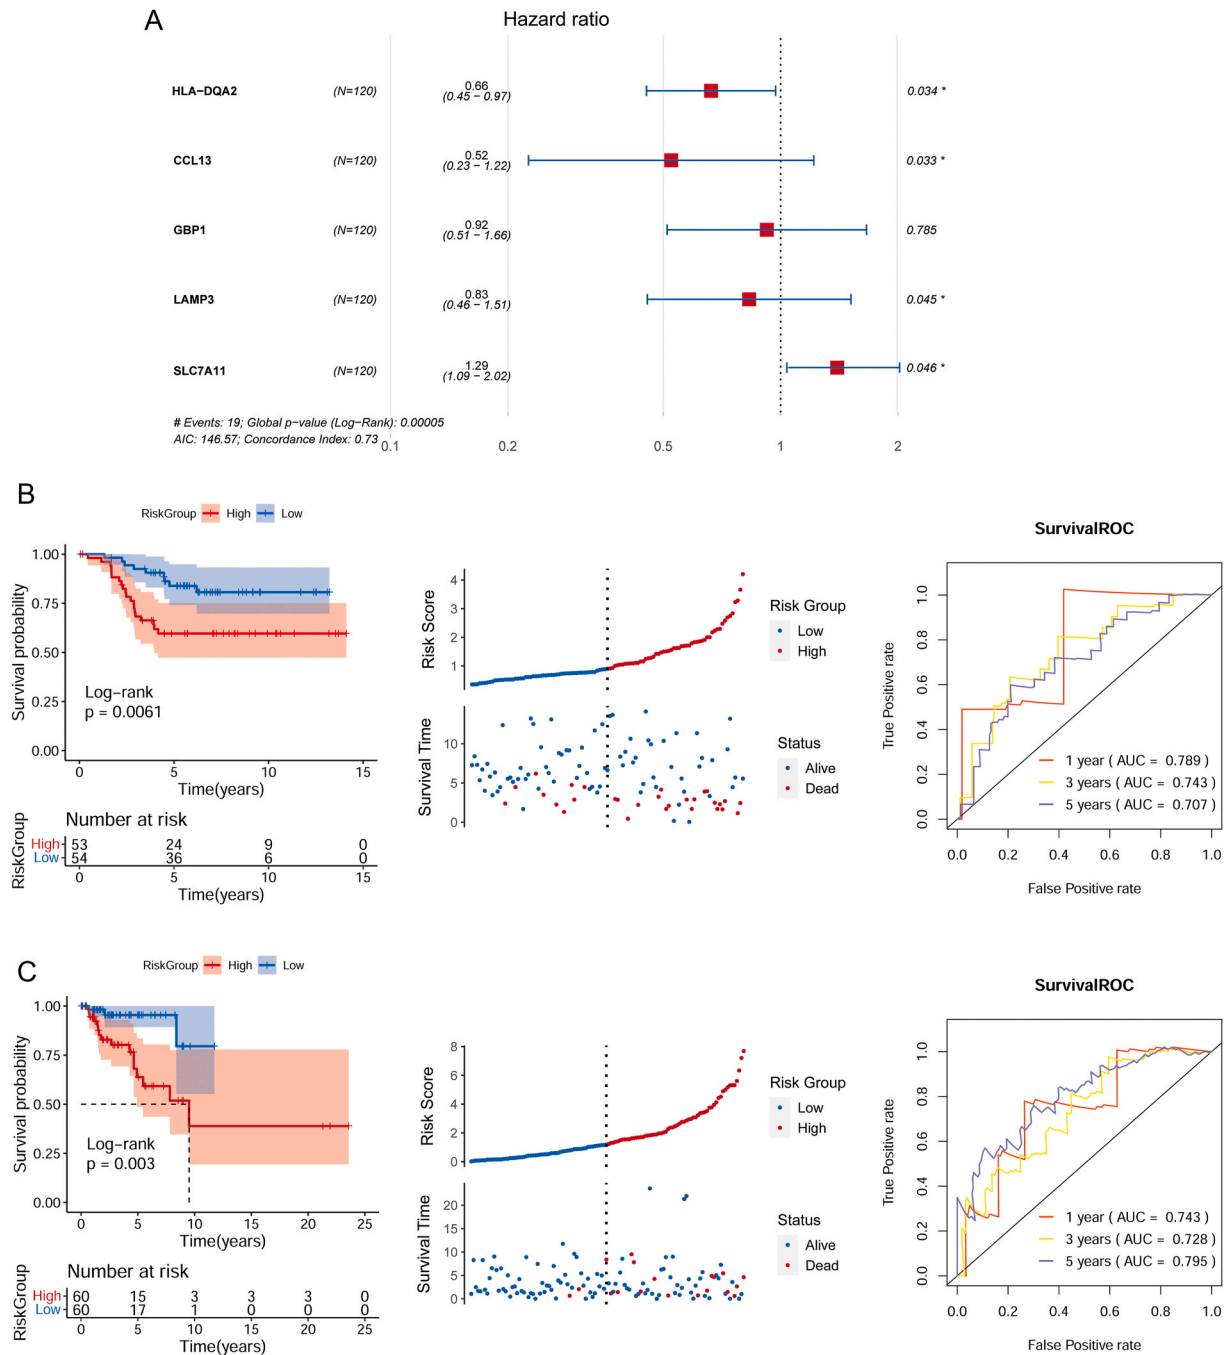 A
Hazard ratio
HLA−DQA2 (N=120) 0.66 (0.45 − 0.97) 0.034 *
CCL13 (N=120) 0.52 (0.23 − 1.22) 0.033 *
GBP1 (N=120) 0.92 (0.51 − 1.66) 0.785
LAMP3 (N=120) 0.83 (0.46 − 1.51) 0.045 *
SLC7A11 (N=120) 1.29 (1.09 − 2.02) 0.046 *
# Events: 19; Global p−value (Log−Rank): 0.00005
AIC: 146.57; Concordance Index: 0.73
0.1 0.2 0.5 1 2
B
RiskGroup High Low
Survival probability
1.00
0.75
0.50
0.25
0.00
Log−rank
p = 0.0061
0 5 10 15
Time(years)
Number at risk
RiskGroup
High 53 24 9 0
Low 54 36 6 0
0 5 10 15
Time(years)
Risk Score
4
3
2
1
Risk Group
Low
High
Survival Time
10
5
0
Status
Alive
Dead
SurvivalROC
True Positive rate
1.0
0.8
0.6
0.4
0.2
0.0
1 year ( AUC = 0.789 )
3 years ( AUC = 0.743 )
5 years ( AUC = 0.707 )
0.0 0.2 0.4 0.6 0.8 1.0
False Positive rate
C
RiskGroup High Low
Survival probability
1.00
0.75
0.50
0.25
0.00
Log−rank
p = 0.003
0 5 10 15 20 25
Time(years)
Number at risk
RiskGroup
High 60 15 3 3 3 0
Low 60 17 1 0 0 0
0 5 10 15 20 25
Time(years)
Risk Score
8
6
4
2
0
Risk Group
Low
High
Survival Time
20
15
10
5
0
Status
Alive
Dead
SurvivalROC
True Positive rate
1.0
0.8
0.6
0.4
0.2
0.0
1 year ( AUC = 0.743 )
3 years ( AUC = 0.728 )
5 years ( AUC = 0.795 )
0.0 0.2 0.4 0.6 0.8 1.0
False Positive rate